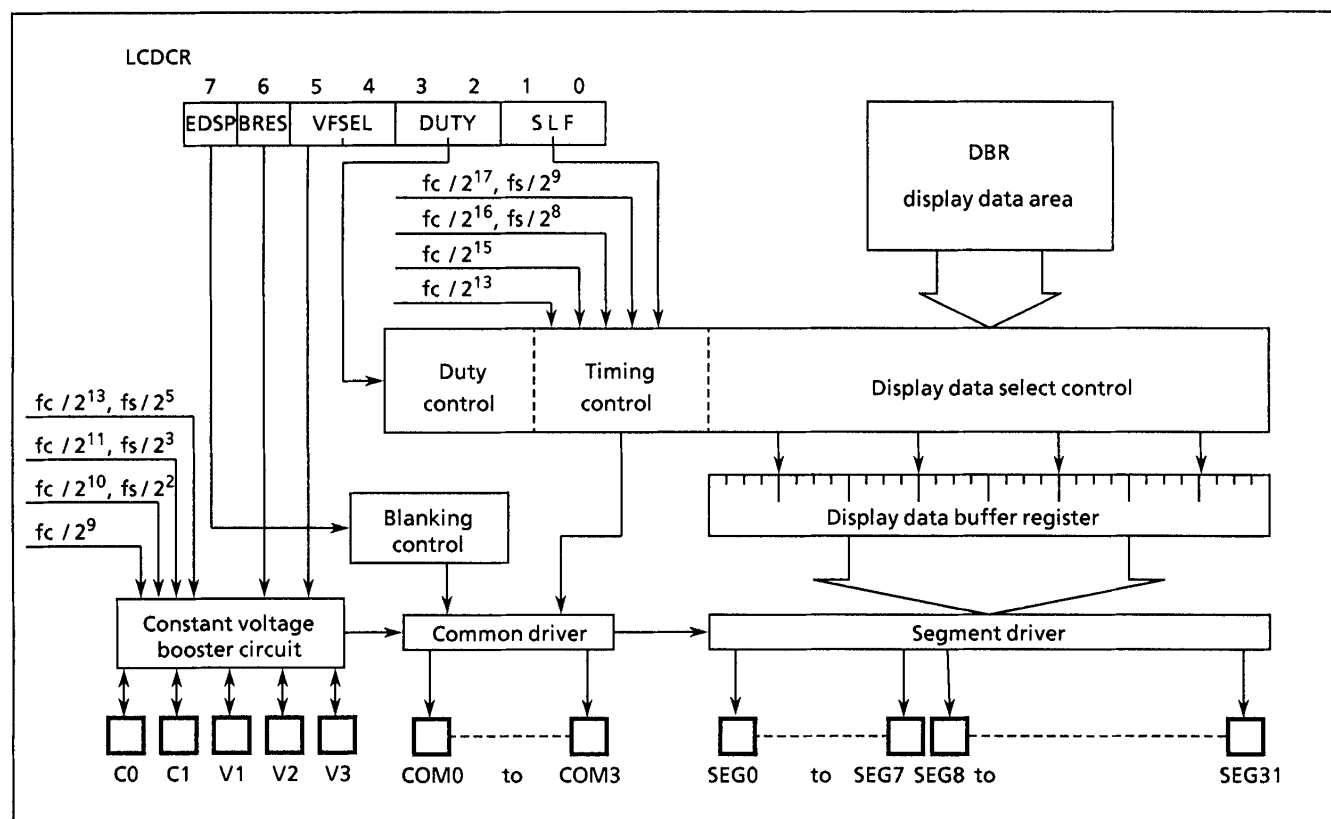 LCDCR
7 6 5 4 3 2 1 0
EDSP BRES VFSEL DUTY SLF
fc / 2^17, fs / 2^9
fc / 2^16, fs / 2^8
fc / 2^15
fc / 2^13
DBR
display data area
Duty
control
Timing
control
Display data select control
fc / 2^13, fs / 2^5
fc / 2^11, fs / 2^3
fc / 2^10, fs / 2^2
fc / 2^9
Blanking
control
Display data buffer register
Constant voltage
booster circuit
Common driver
Segment driver
C0 C1 V1 V2 V3 COM0 to COM3 SEG0 to SEG7 SEG8 to SEG31